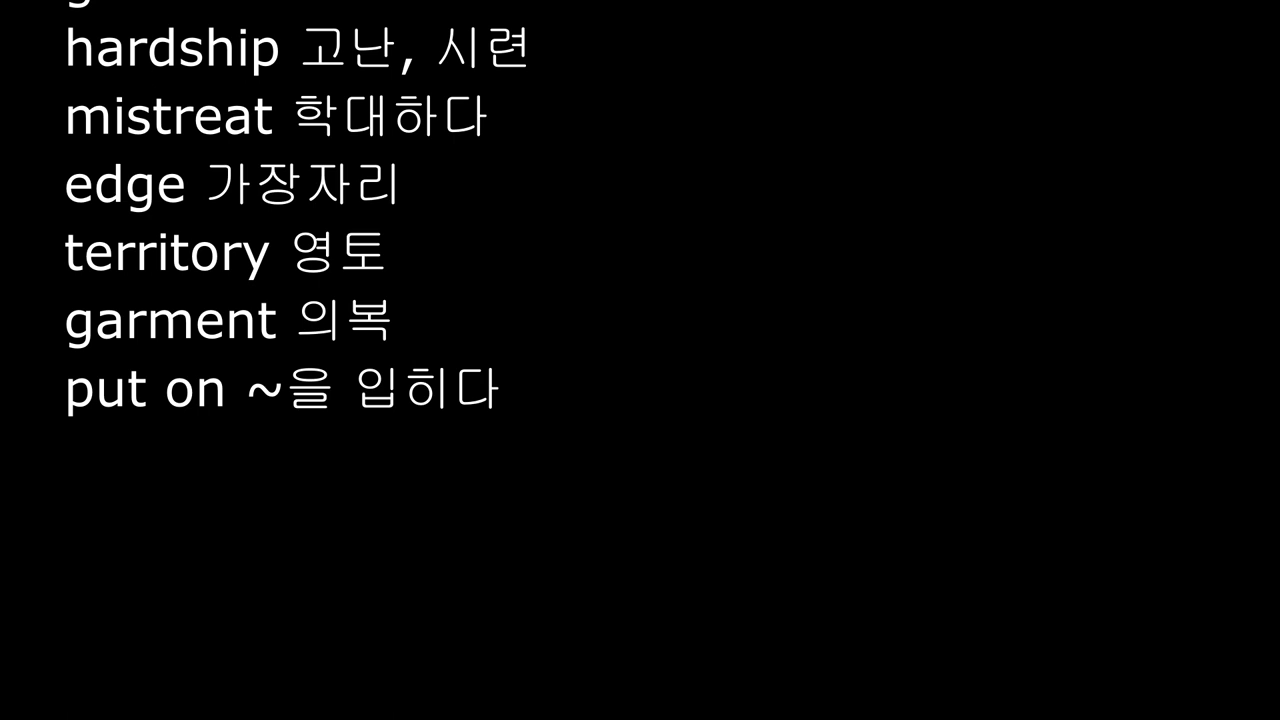 hardship 고난, 시련
mistreat 학대하다
edge 가장자리
territory 영토
garment 의복
put on ~을 입히다